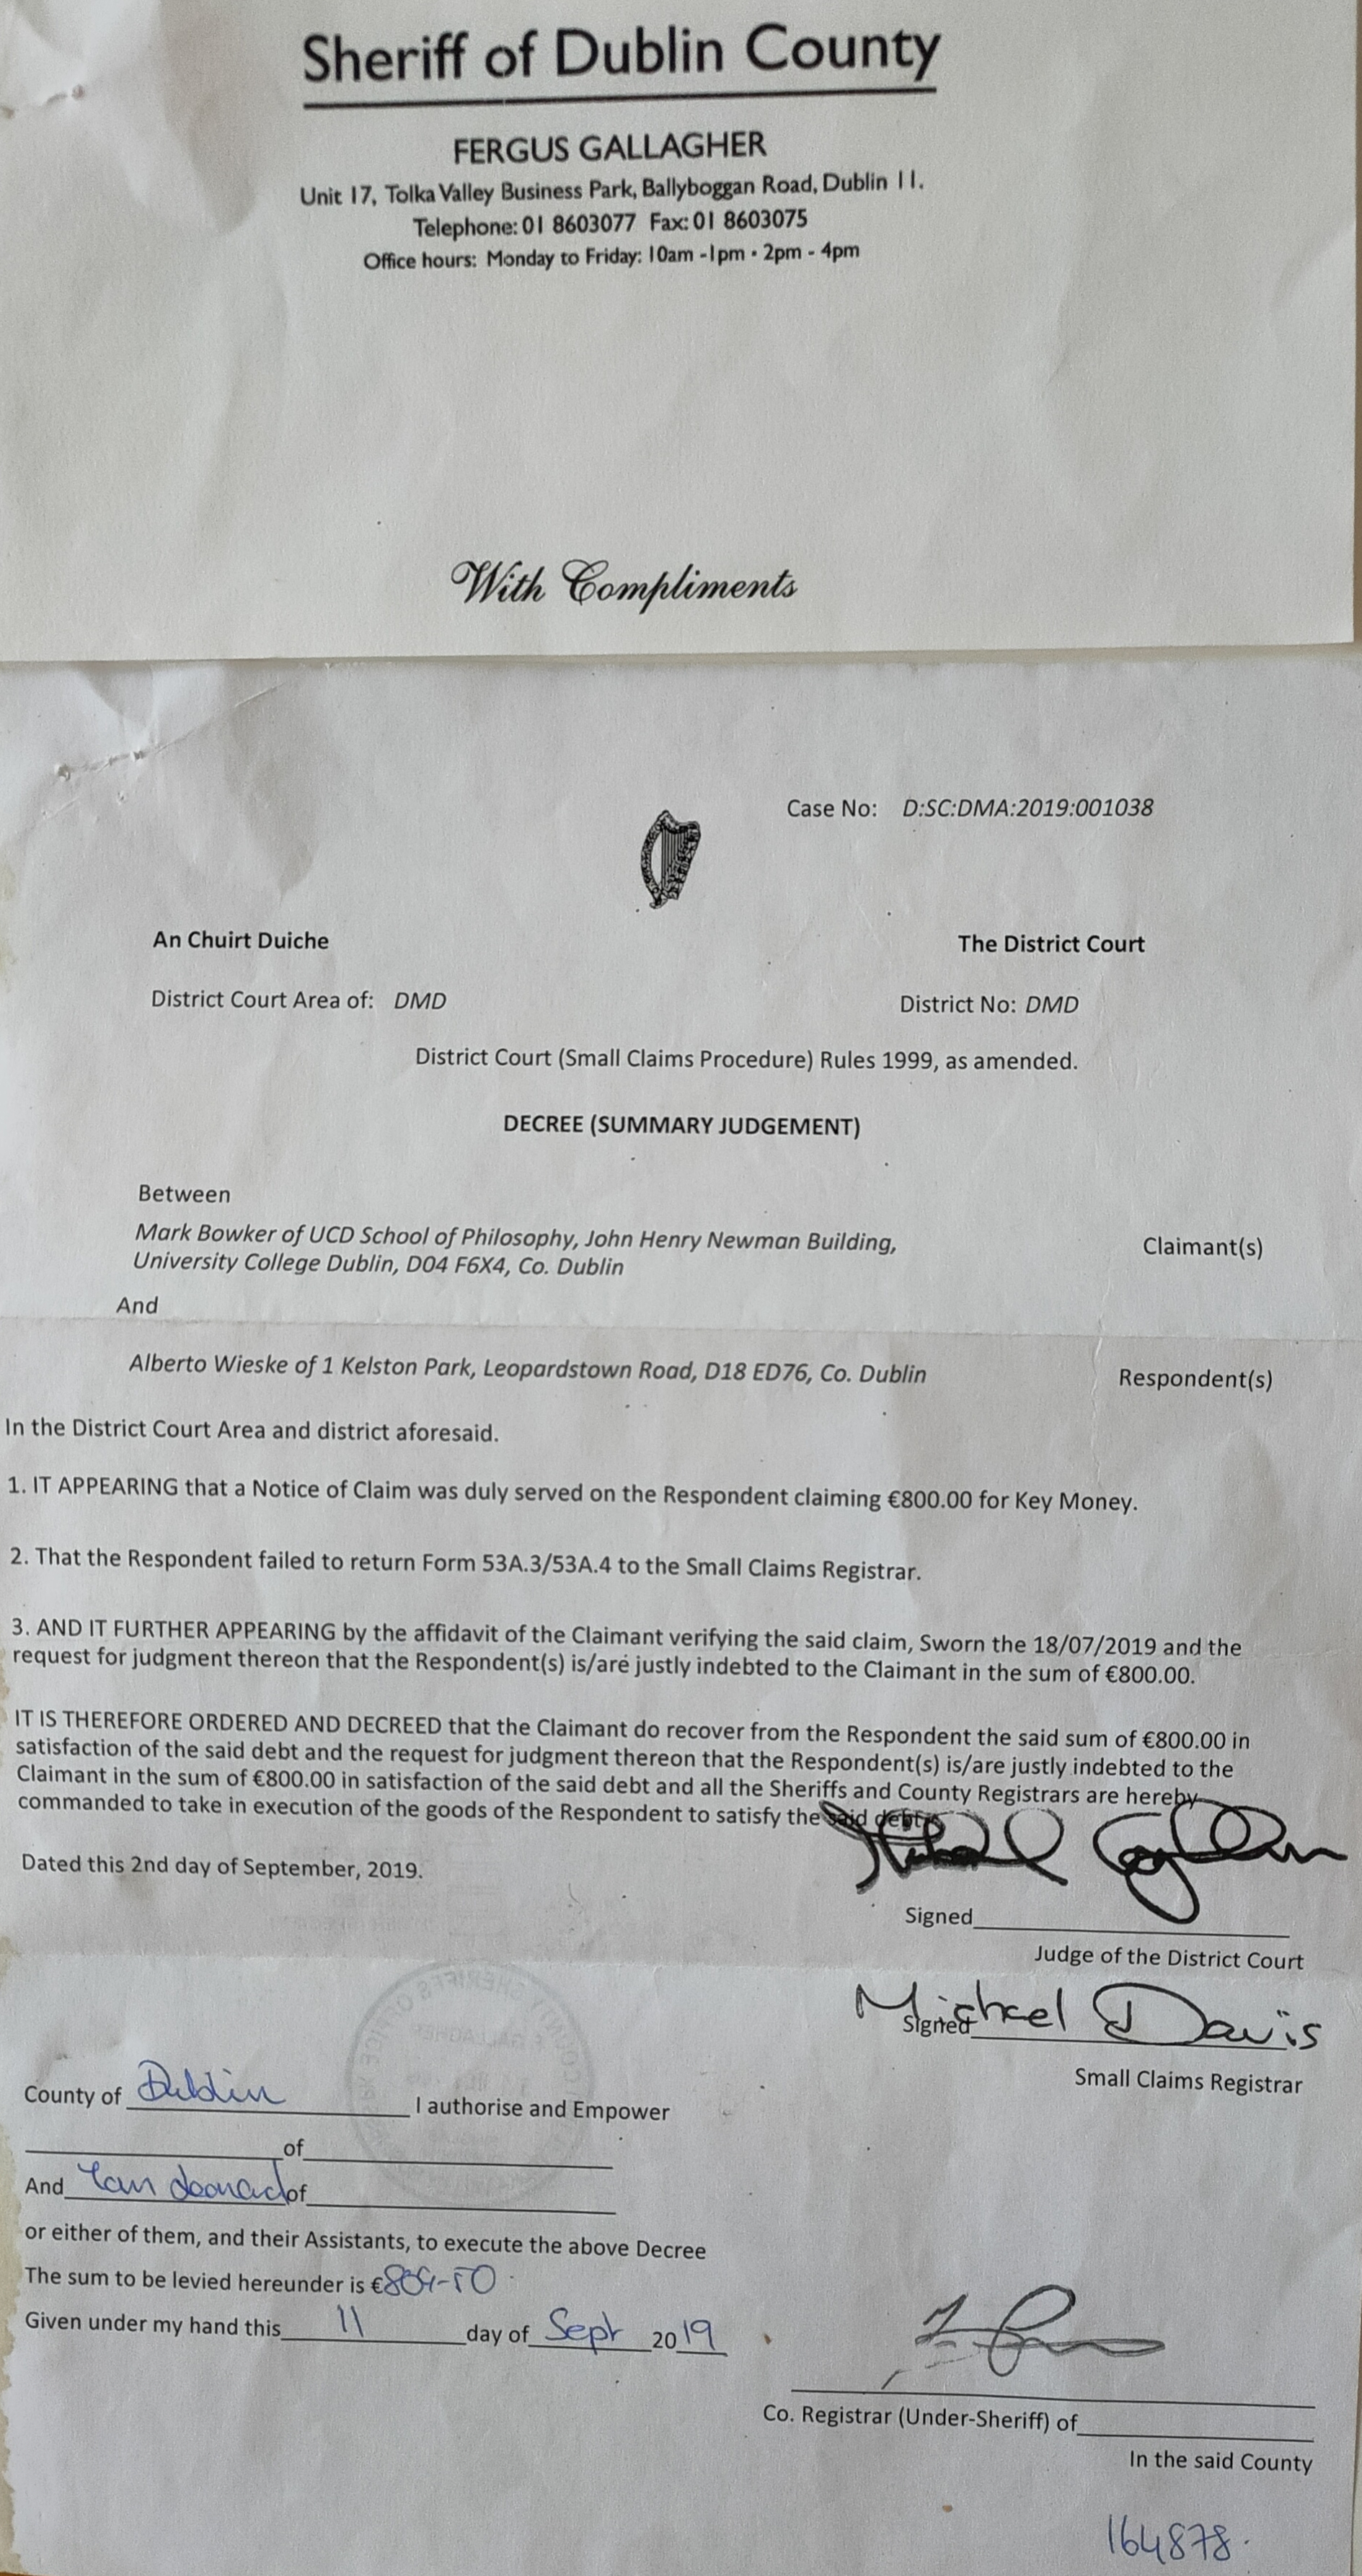 Sheriff of Dublin County
FERGUS GALLAGHER
Unit 17, Tolka Valley Business Park, Ballyboggan Road, Dublin 11.
Telephone: 01 8603077 Fax: 01 8603075
Office hours: Monday to Friday: 10am -1pm • 2pm - 4pm
With Compliments
Case No: D:SC:DMA:2019:001038
An Chuirt Duiche The District Court
District Court Area of: DMD District No: DMD
District Court (Small Claims Procedure) Rules 1999, as amended.
DECREE (SUMMARY JUDGEMENT)
Between
Mark Bowker of UCD School of Philosophy, John Henry Newman Building,
University College Dublin, D04 F6X4, Co. Dublin
Claimant(s)
And
Alberto Wieske of 1 Kelston Park, Leopardstown Road, D18 ED76, Co. Dublin Respondent(s)
In the District Court Area and district aforesaid.
1. IT APPEARING that a Notice of Claim was duly served on the Respondent claiming €800.00 for Key Money.
2. That the Respondent failed to return Form 53A.3/53A.4 to the Small Claims Registrar.
3. AND IT FURTHER APPEARING by the affidavit of the Claimant verifying the said claim, Sworn the 18/07/2019 and the
request for judgment thereon that the Respondent(s) is/are justly indebted to the Claimant in the sum of €800.00.
IT IS THEREFORE ORDERED AND DECREED that the Claimant do recover from the Respondent the said sum of €800.00 in
satisfaction of the said debt and the request for judgment thereon that the Respondent(s) is/are justly indebted to the
Claimant in the sum of €800.00 in satisfaction of the said debt and all the Sheriffs and County Registrars are hereby
commanded to take in execution of the goods of the Respondent to satisfy the said debt
Dated this 2nd day of September, 2019.
Signed
Judge of the District Court
Michael Davis
Signed
Small Claims Registrar
County of Dublin I authorise and Empower
of
And of
or either of them, and their Assistants, to execute the above Decree
The sum to be levied hereunder is €
Given under my hand this 11 day of Sept 2019
Co. Registrar (Under-Sheriff) of
In the said County
164878.